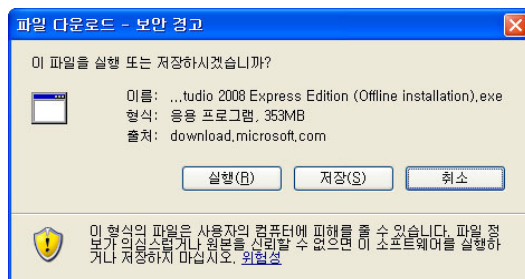 파일 다운로드 - 보안 경고
이 파일을 실행 또는 저장하시겠습니까?
이름: ...tudio 2008 Express Edition (Offline installation).exe
형식: 응용 프로그램, 353MB
출처: download.microsoft.com
실행(R) 저장(S) 취소
이 형식의 파일은 사용자의 컴퓨터에 피해를 줄 수 있습니다. 파일 정
보가 의심스럽거나 원본을 신뢰할 수 없으면 이 소프트웨어를 실행하
거나 저장하지 마십시오. 위험성